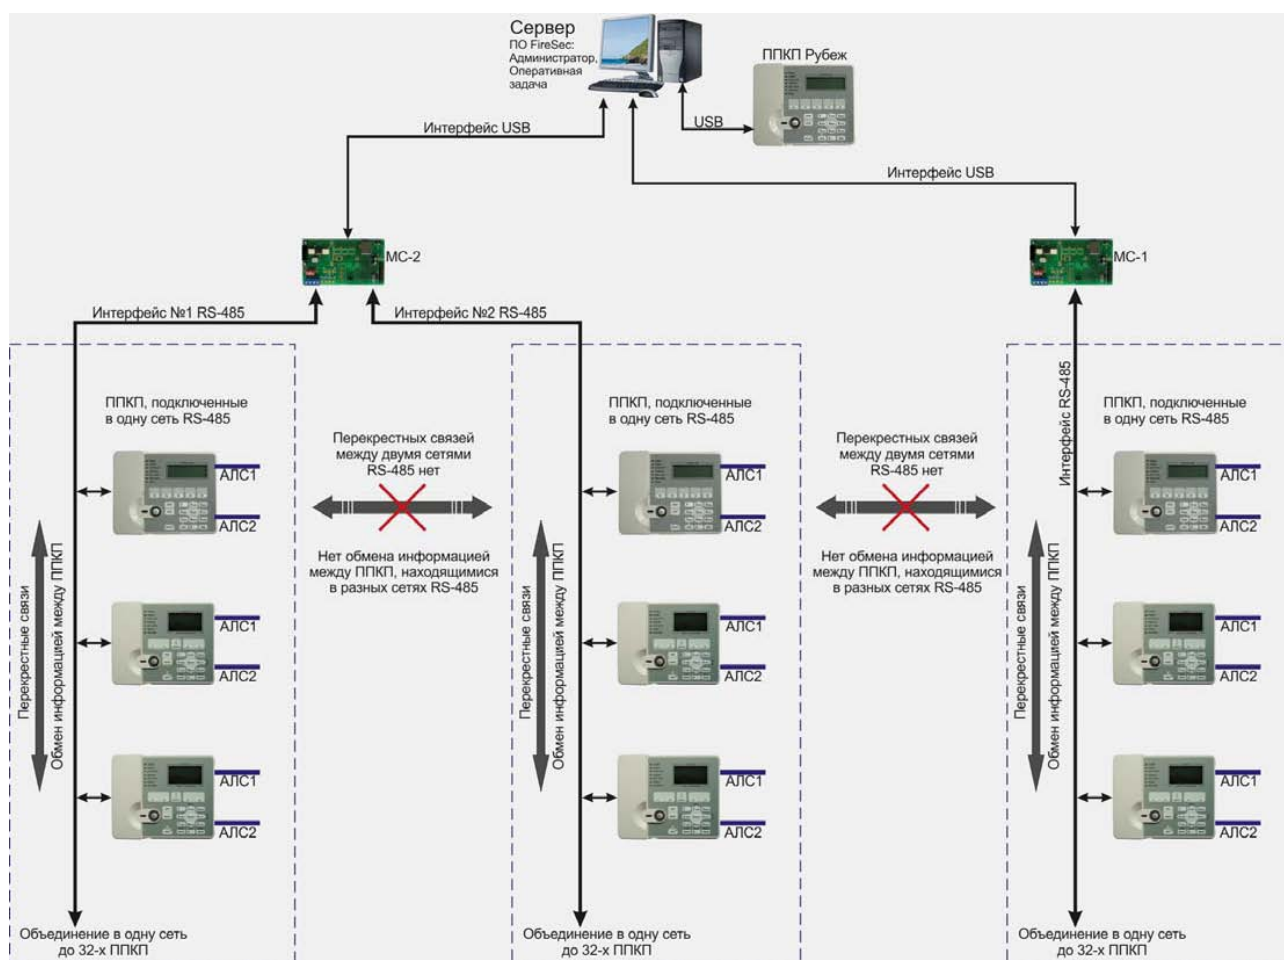 Сервер
ПО FireSec:
Администратор,
Оперативная
задача
ППКП Рубеж
USB
Интерфейс USB
Интерфейс USB
МС-2
МС-1
Интерфейс №1 RS-485
Интерфейс №2 RS-485
Интерфейс RS-485
ППКП, подключенные
в одну сеть RS-485
АЛС1
АЛС2
АЛС1
АЛС2
АЛС1
АЛС2
Перекрестные связи
Обмен информацией между ППКП
Объединение в одну сеть
до 32-х ППКП
Перекрестных связей
между двумя сетями
RS-485 нет
Нет обмена информацией
между ППКП, находящимися
в разных сетях RS-485
ППКП, подключенные
в одну сеть RS-485
АЛС1
АЛС2
АЛС1
АЛС2
АЛС1
АЛС2
Перекрестные связи
Обмен информацией между ППКП
Объединение в одну сеть
до 32-х ППКП
Перекрестных связей
между двумя сетями
RS-485 нет
Нет обмена информацией
между ППКП, находящимися
в разных сетях RS-485
ППКП, подключенные
в одну сеть RS-485
АЛС1
АЛС2
АЛС1
АЛС2
АЛС1
АЛС2
Перекрестные связи
Обмен информацией между ППКП
Объединение в одну сеть
до 32-х ППКП